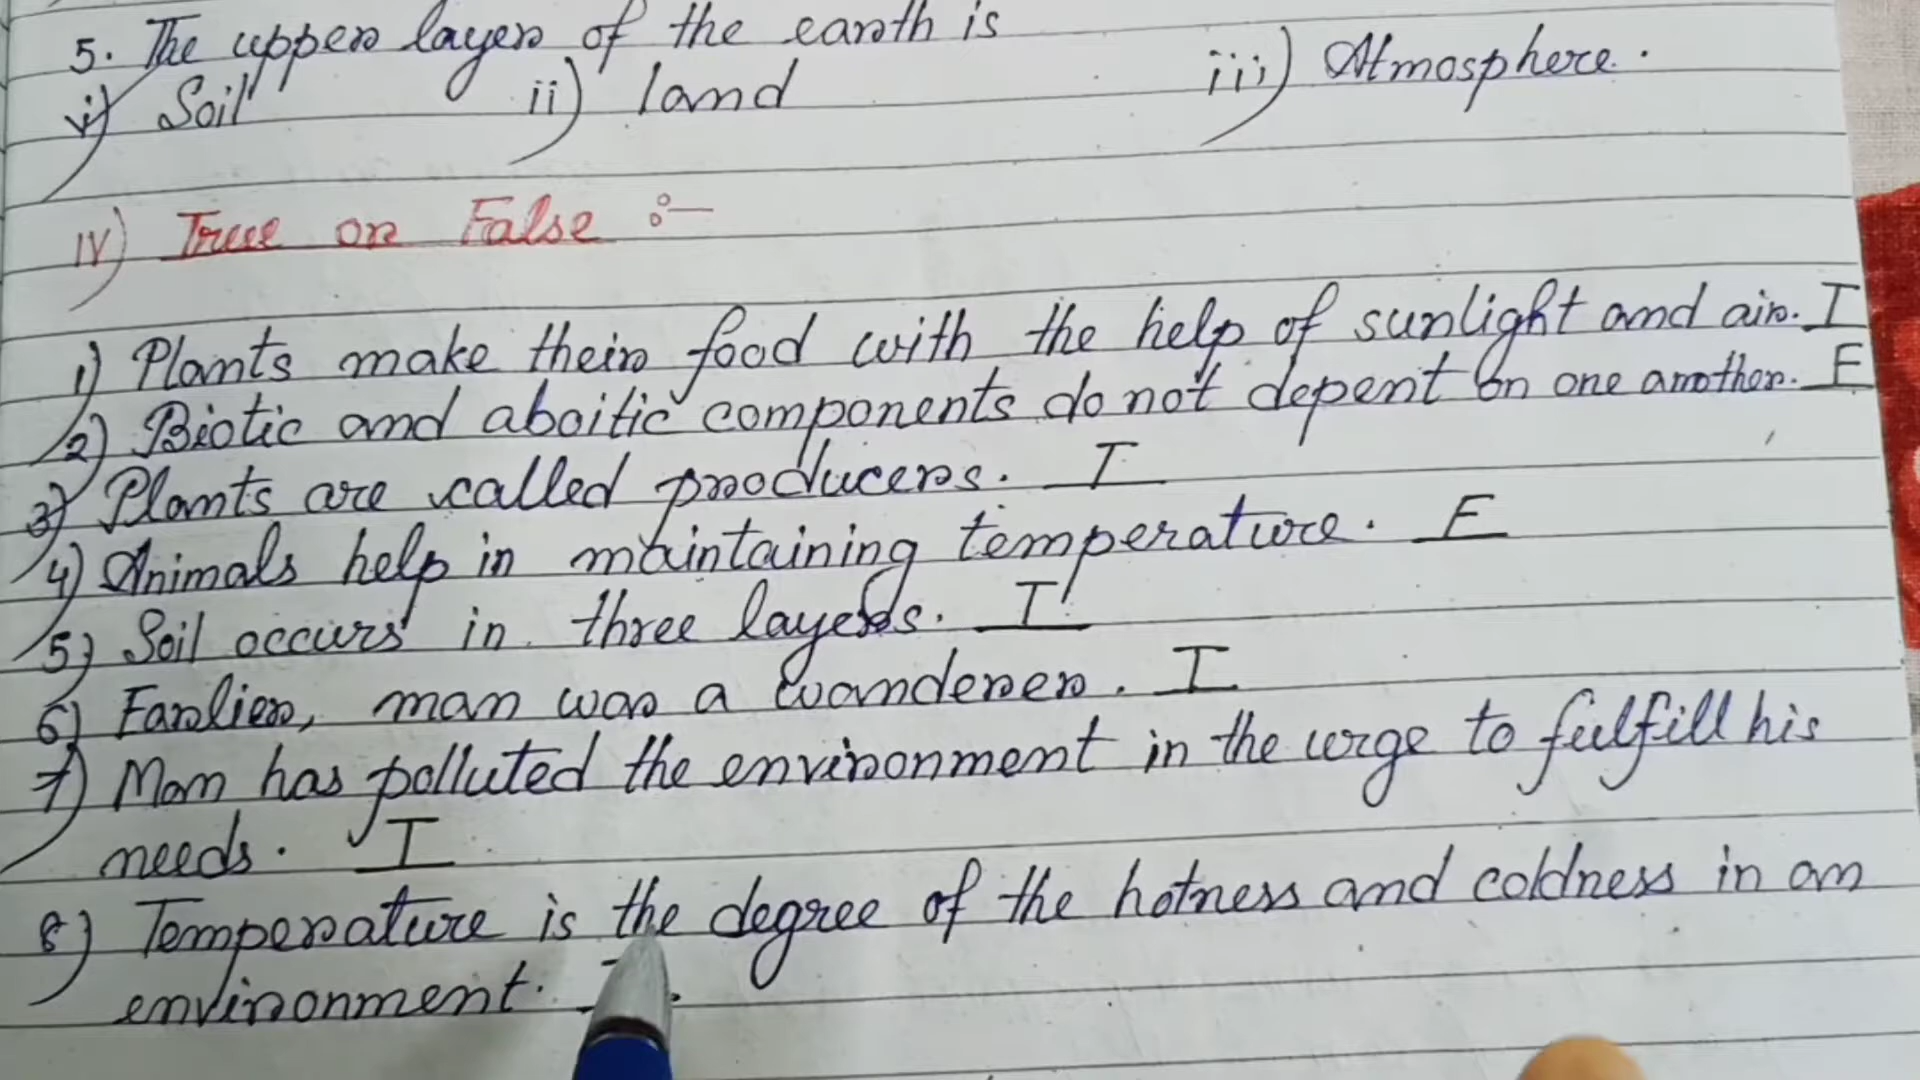 5. The upper layer of the earth is
i) Soil ii) land iii) Atmosphere.
IV) True or False :-
1) Plants make their food with the help of sunlight and air. T
2) Biotic and aboitic components do not depent on one another. F
3) Plants are called producers. T
4) Animals help in maintaining temperature. F
5) Soil occurs in three layers. T
6) Earlier, man was a wanderer. T
7) Man has polluted the environment in the urge to fulfill his
needs. T
8) Temperature is the degree of the hotness and coldness in an
environment.